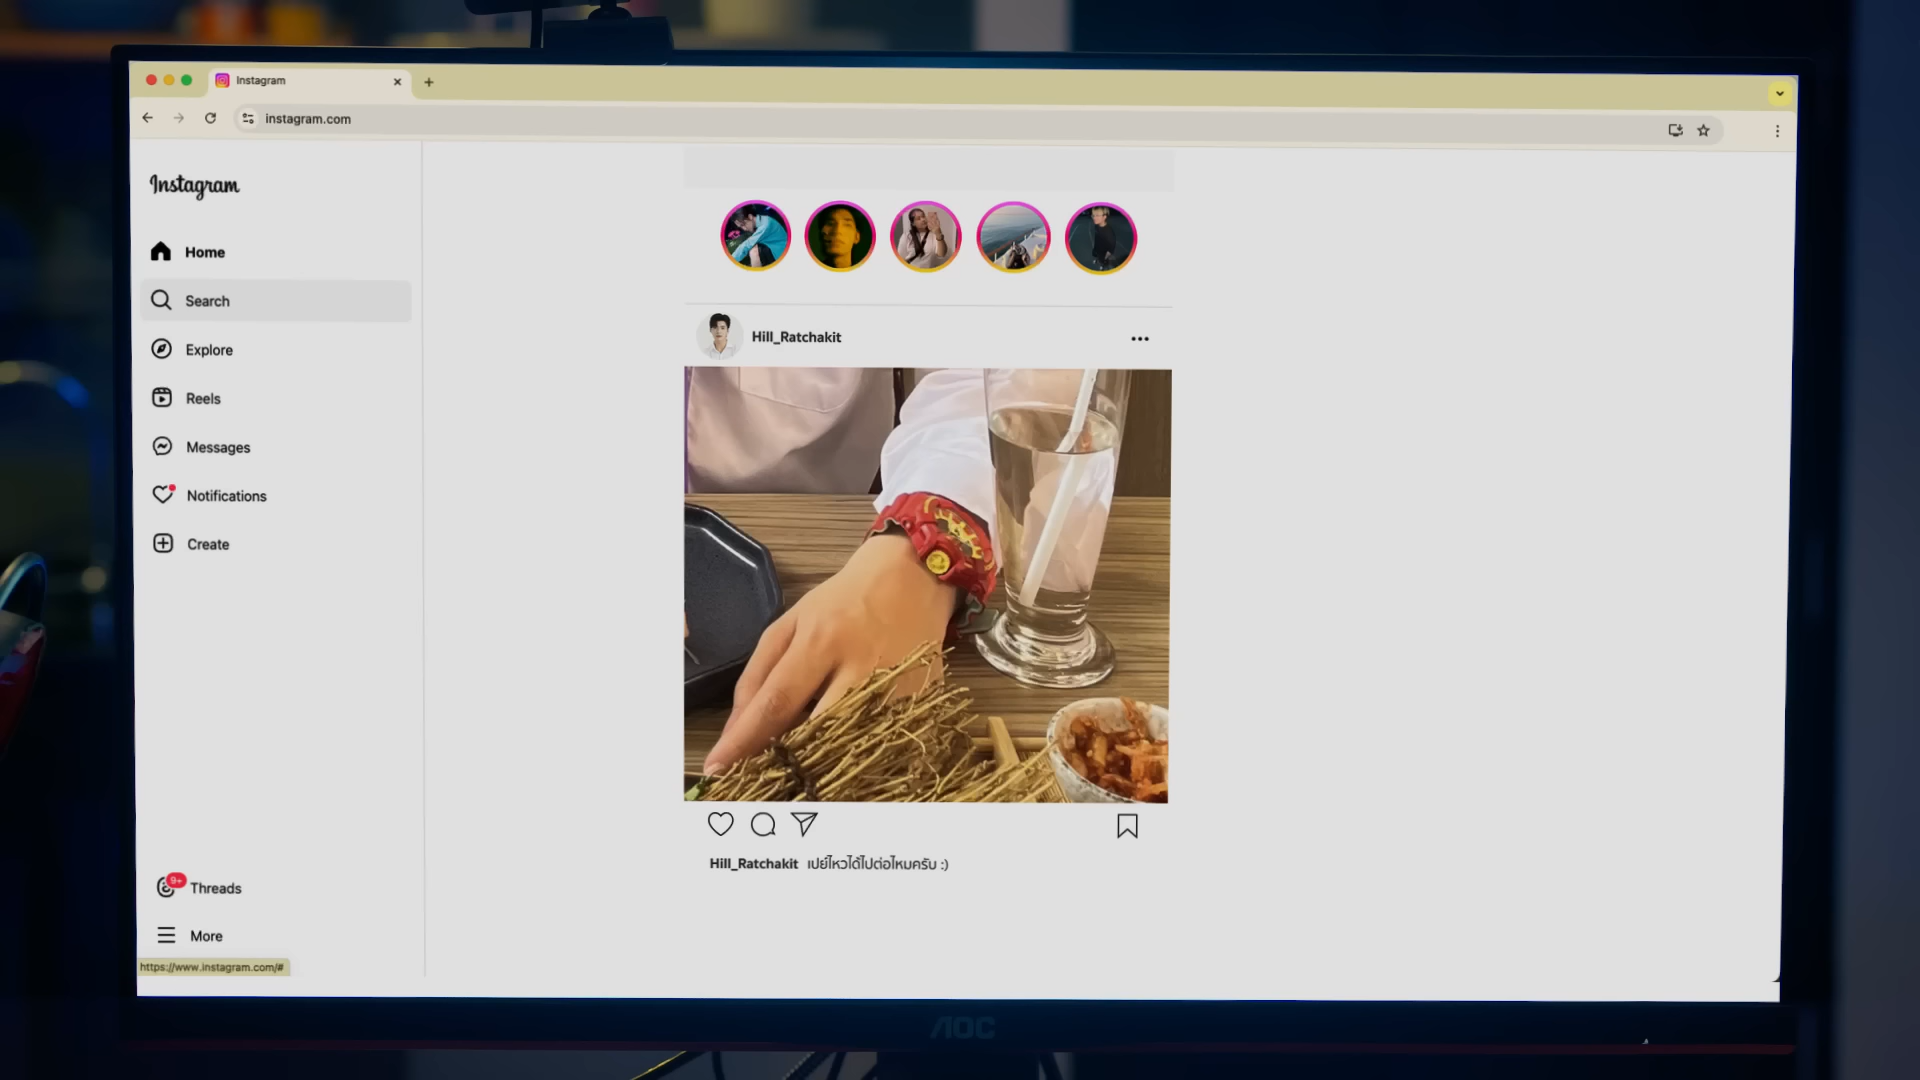 Instagram
instagram.com
Instagram
Home
Search
Explore
Reels
Messages
Notifications
Create
9+
Threads
More
https://www.instagram.com/#
Hill_Ratchakit
Hill_Ratchakit เปย์ไหวได้ไปต่อไหมครับ :)
AOC